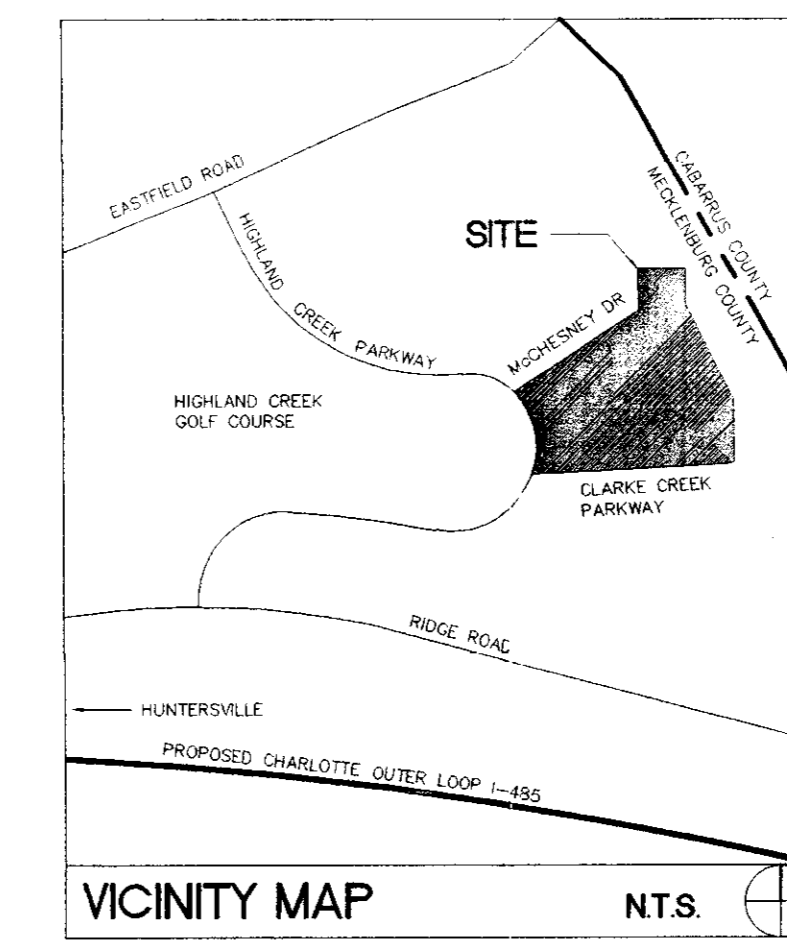 EASTFIELD ROAD
CABARRUS COUNTY
MECKLENBURG COUNTY
HIGHLAND CREEK PARKWAY
SITE
McCHESNEY DR
HIGHLAND CREEK
GOLF COURSE
CLARKE CREEK
PARKWAY
RIDGE ROAD
HUNTERSVILLE
PROPOSED CHARLOTTE OUTER LOOP I-485
VICINITY MAP
N.T.S.